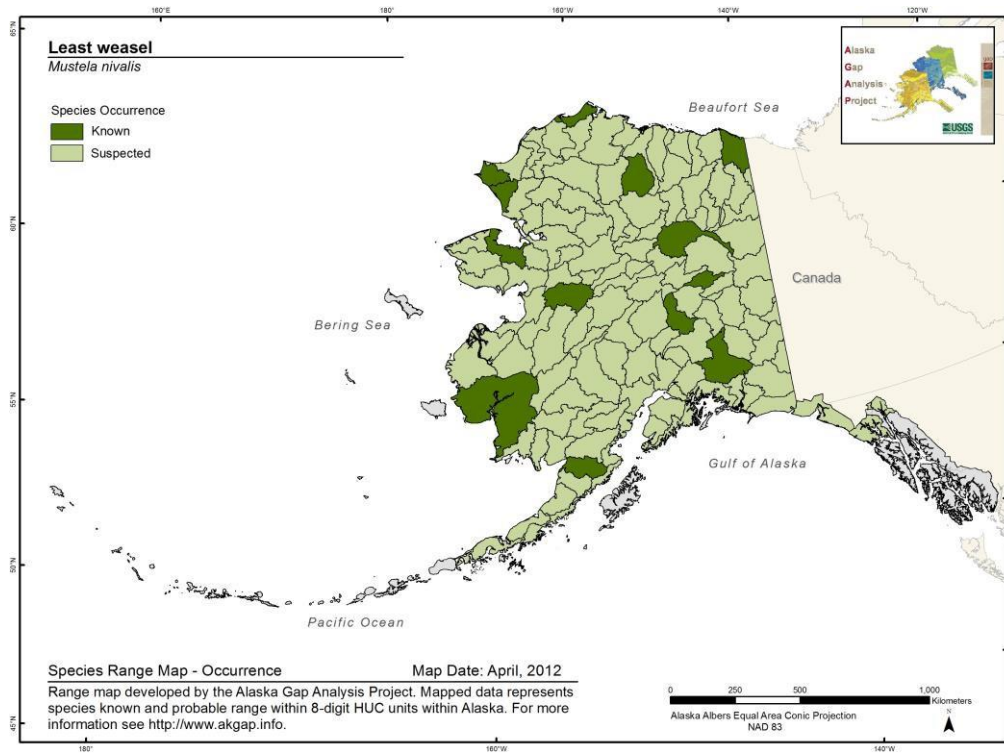 160°E
180°
160°W
140°W
120°W
65°N
Least weasel
Mustela nivalis
Species Occurrence
Known
Suspected
Beaufort Sea
Alaska
Gap
Analysis
Project
USGS
60°N
Canada
Bering Sea
55°N
Gulf of Alaska
50°N
Pacific Ocean
Species Range Map - Occurrence
Map Date: April, 2012
Range map developed by the Alaska Gap Analysis Project. Mapped data represents
species known and probable range within 8-digit HUC units within Alaska. For more
information see http://www.akgap.info.
0 250 500 1,000
Kilometers
Alaska Albers Equal Area Conic Projection
NAD 83
N
45°N
180°
160°W
140°W